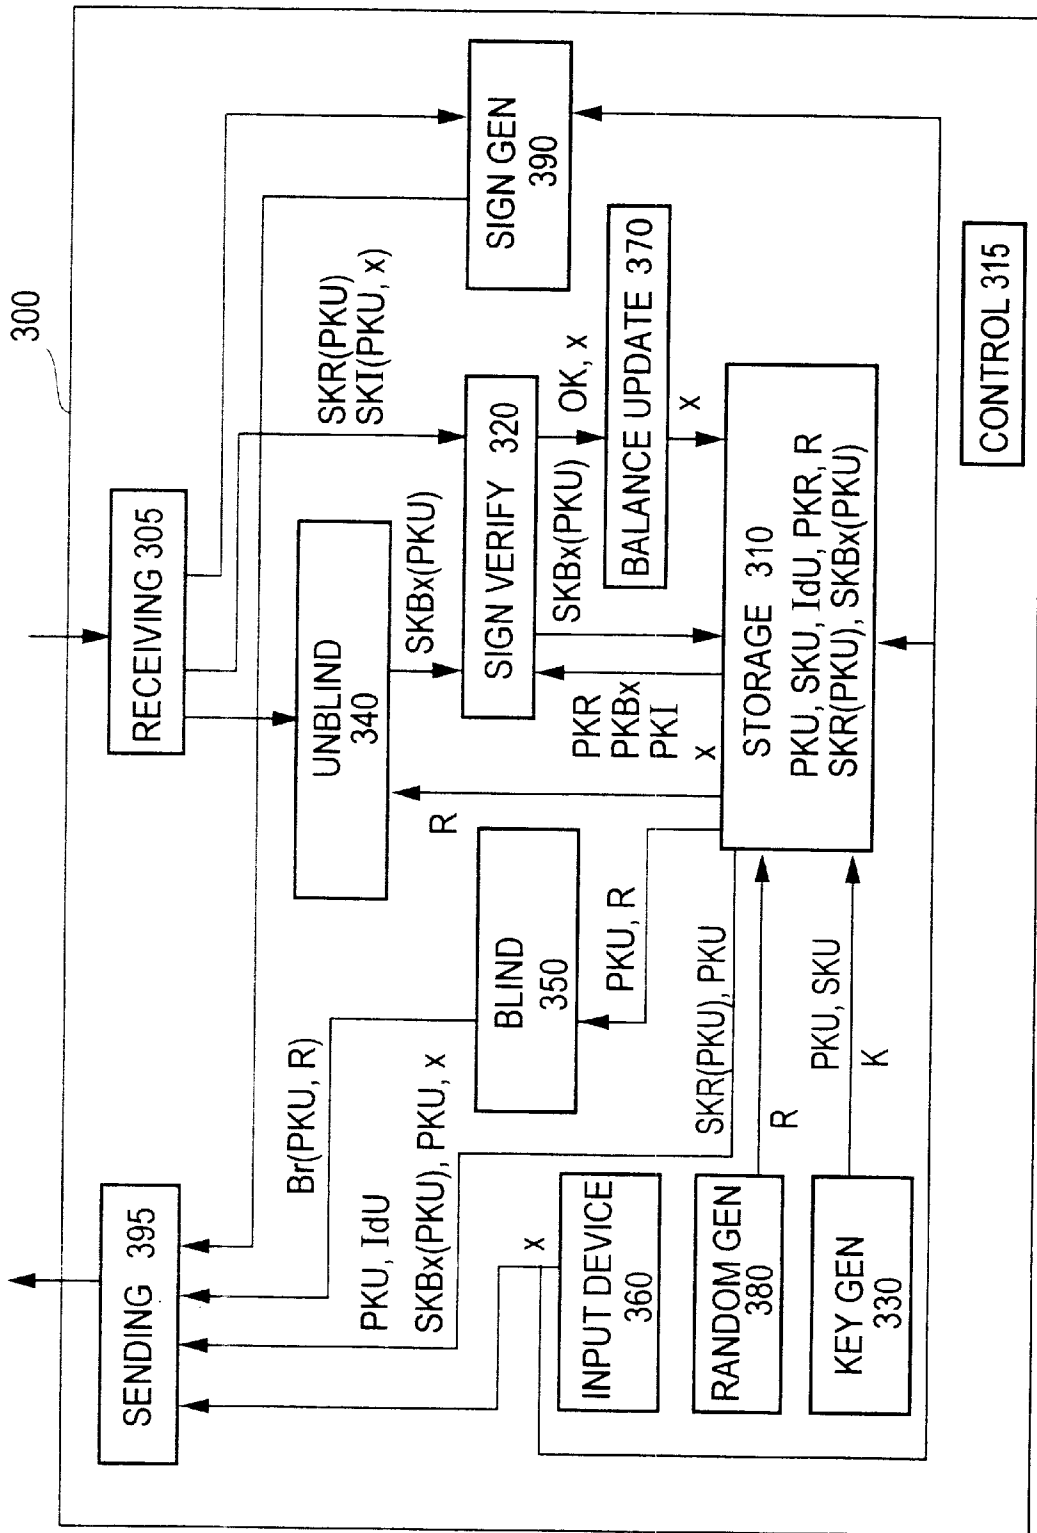 300
RECEIVING 305
SENDING 395
SIGN GEN
390
SKR(PKU)
SKI(PKU, x)
UNBLIND
340
SKBx(PKU)
SIGN VERIFY 320
OK, x
SKBx(PKU)
BALANCE UPDATE 370
x
PKR
PKBx
PKI
x
R
STORAGE 310
PKU, SKU, IdU, PKR, R
SKR(PKU), SKBx(PKU)
CONTROL 315
BLIND
350
PKU, R
Br(PKU, R)
PKU, IdU
SKBx(PKU), PKU, x
SKR(PKU), PKU
x
INPUT DEVICE
360
RANDOM GEN
380
R
KEY GEN
330
PKU, SKU
K